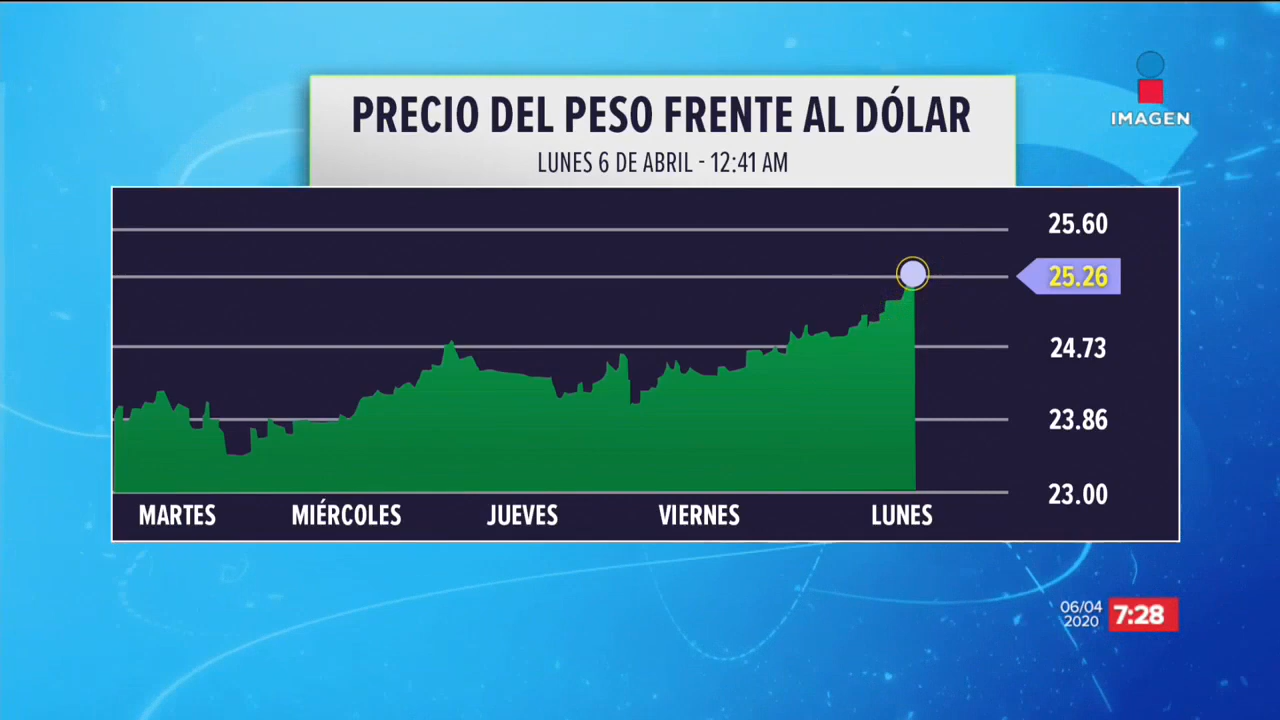 PRECIO DEL PESO FRENTE AL DÓLAR
LUNES 6 DE ABRIL - 12:41 AM
IMAGEN
25.60
25.26
24.73
23.86
23.00
MARTES MIÉRCOLES JUEVES VIERNES LUNES
06/04
2020
7:28